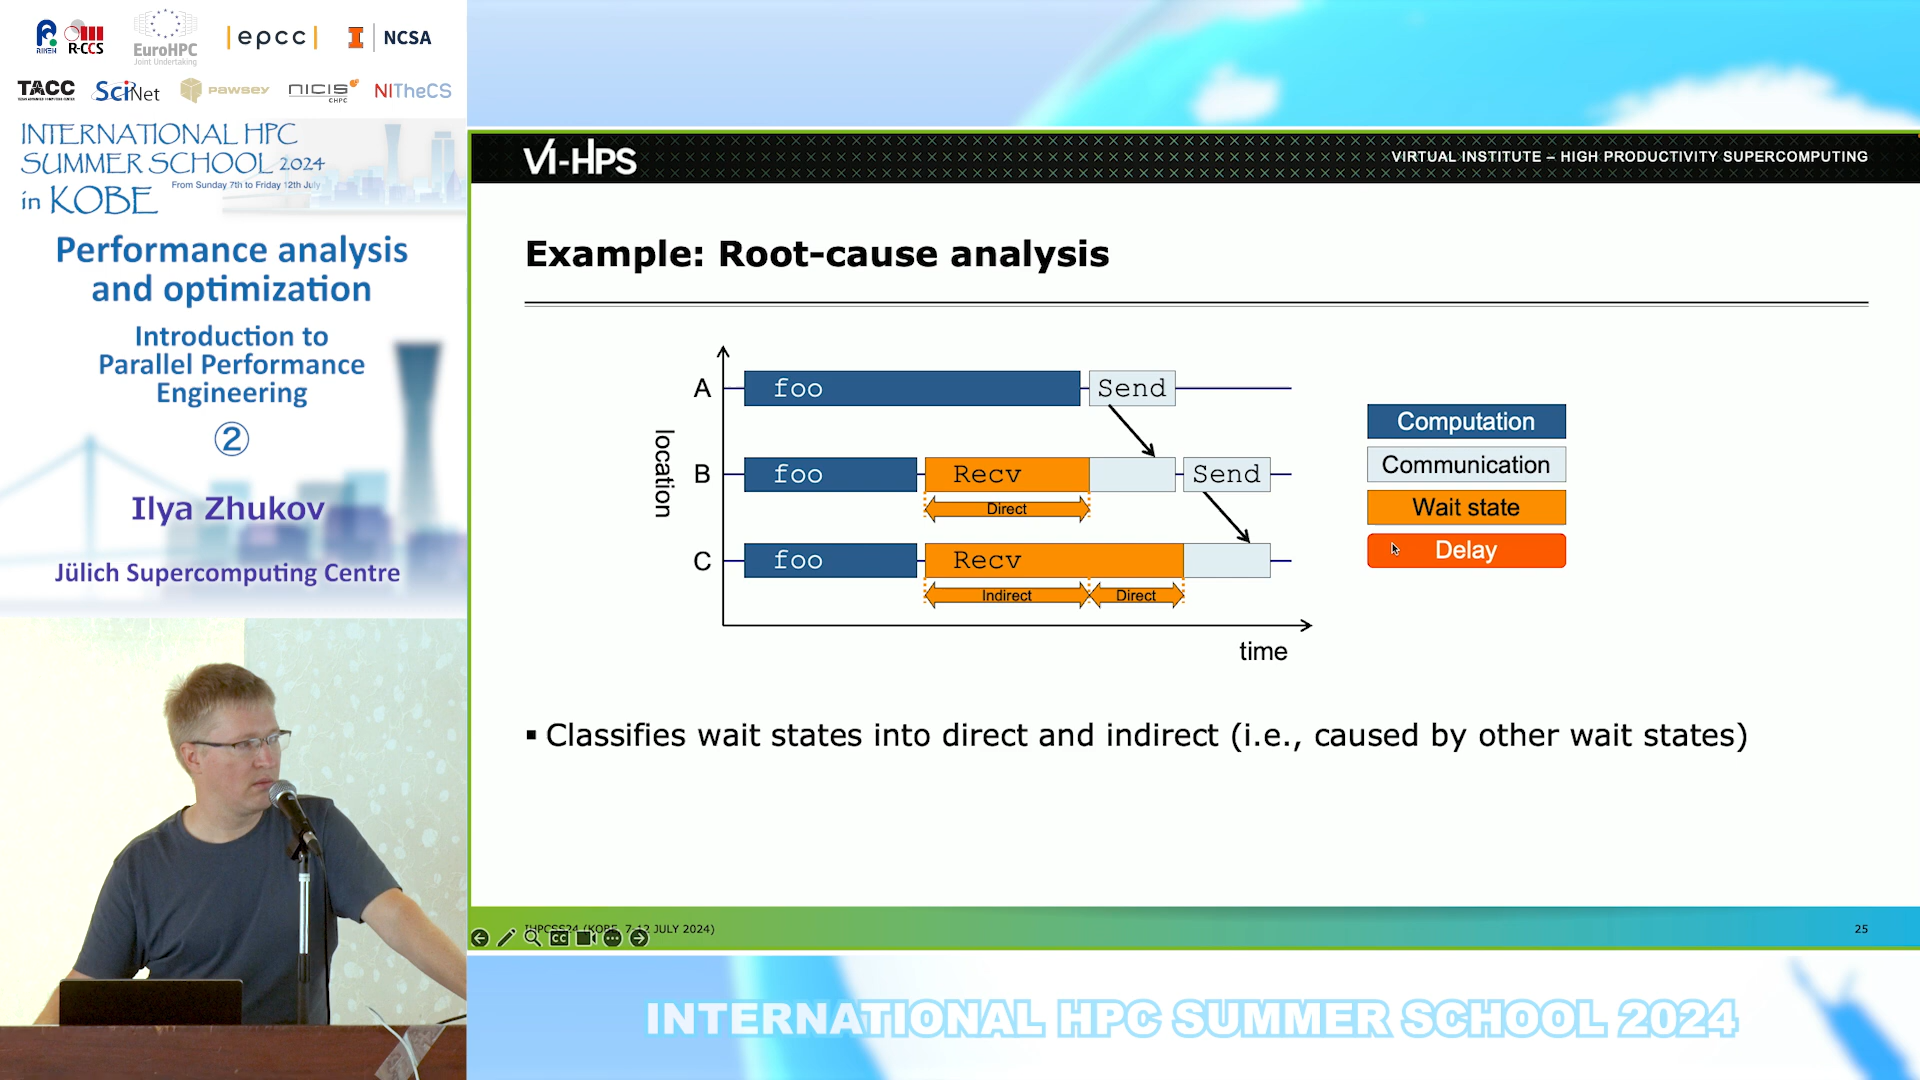 RIKEN R-CCS
EuroHPC
Joint Undertaking
epcc
NCSA
TACC
SciNet
PAWSEY
NICIS
CHPC
NITheCS
INTERNATIONAL HPC
SUMMER SCHOOL 2024
From Sunday 7th to Friday 12th July
in KOBE
Performance analysis
and optimization
Introduction to
Parallel Performance
Engineering
②
Ilya Zhukov
Jülich Supercomputing Centre
VI-HPS
VIRTUAL INSTITUTE – HIGH PRODUCTIVITY SUPERCOMPUTING
Example: Root-cause analysis
location
A
foo
Send
B
foo
Recv
Send
Direct
C
foo
Recv
Indirect
Direct
time
Computation
Communication
Wait state
Delay
▪ Classifies wait states into direct and indirect (i.e., caused by other wait states)
IHPCSS24 (KOBE, 7-12 JULY 2024)
25
INTERNATIONAL HPC SUMMER SCHOOL 2024